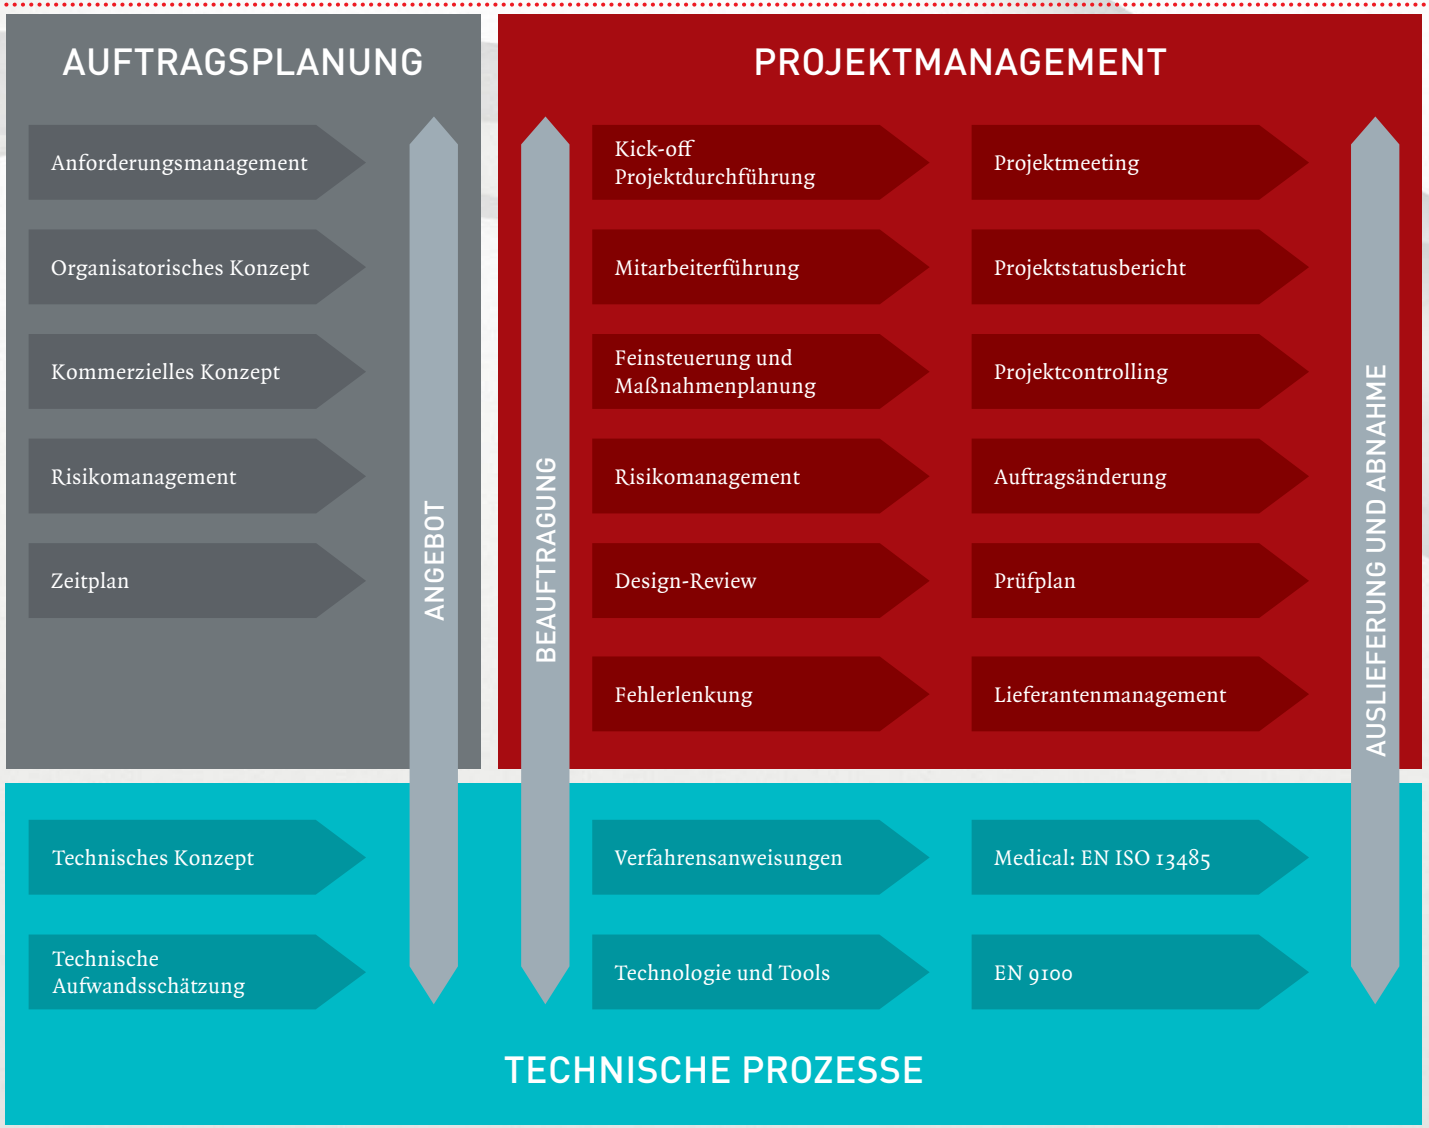 AUFTRAGSPLANUNG
Anforderungsmanagement
Organisatorisches Konzept
Kommerzielles Konzept
Risikomanagement
Zeitplan
ANGEBOT
PROJEKTMANAGEMENT
BEAUFTRAGUNG
Kick-off
Projektdurchführung
Mitarbeiterführung
Feinsteuerung und
Maßnahmenplanung
Risikomanagement
Design-Review
Fehlerlenkung
Projektmeeting
Projektstatusbericht
Projektcontrolling
Auftragsänderung
Prüfplan
Lieferantenmanagement
AUSLIEFERUNG UND ABNAHME
Technisches Konzept
Technische
Aufwandsschätzung
Verfahrensanweisungen
Technologie und Tools
Medical: EN ISO 13485
EN 9100
TECHNISCHE PROZESSE